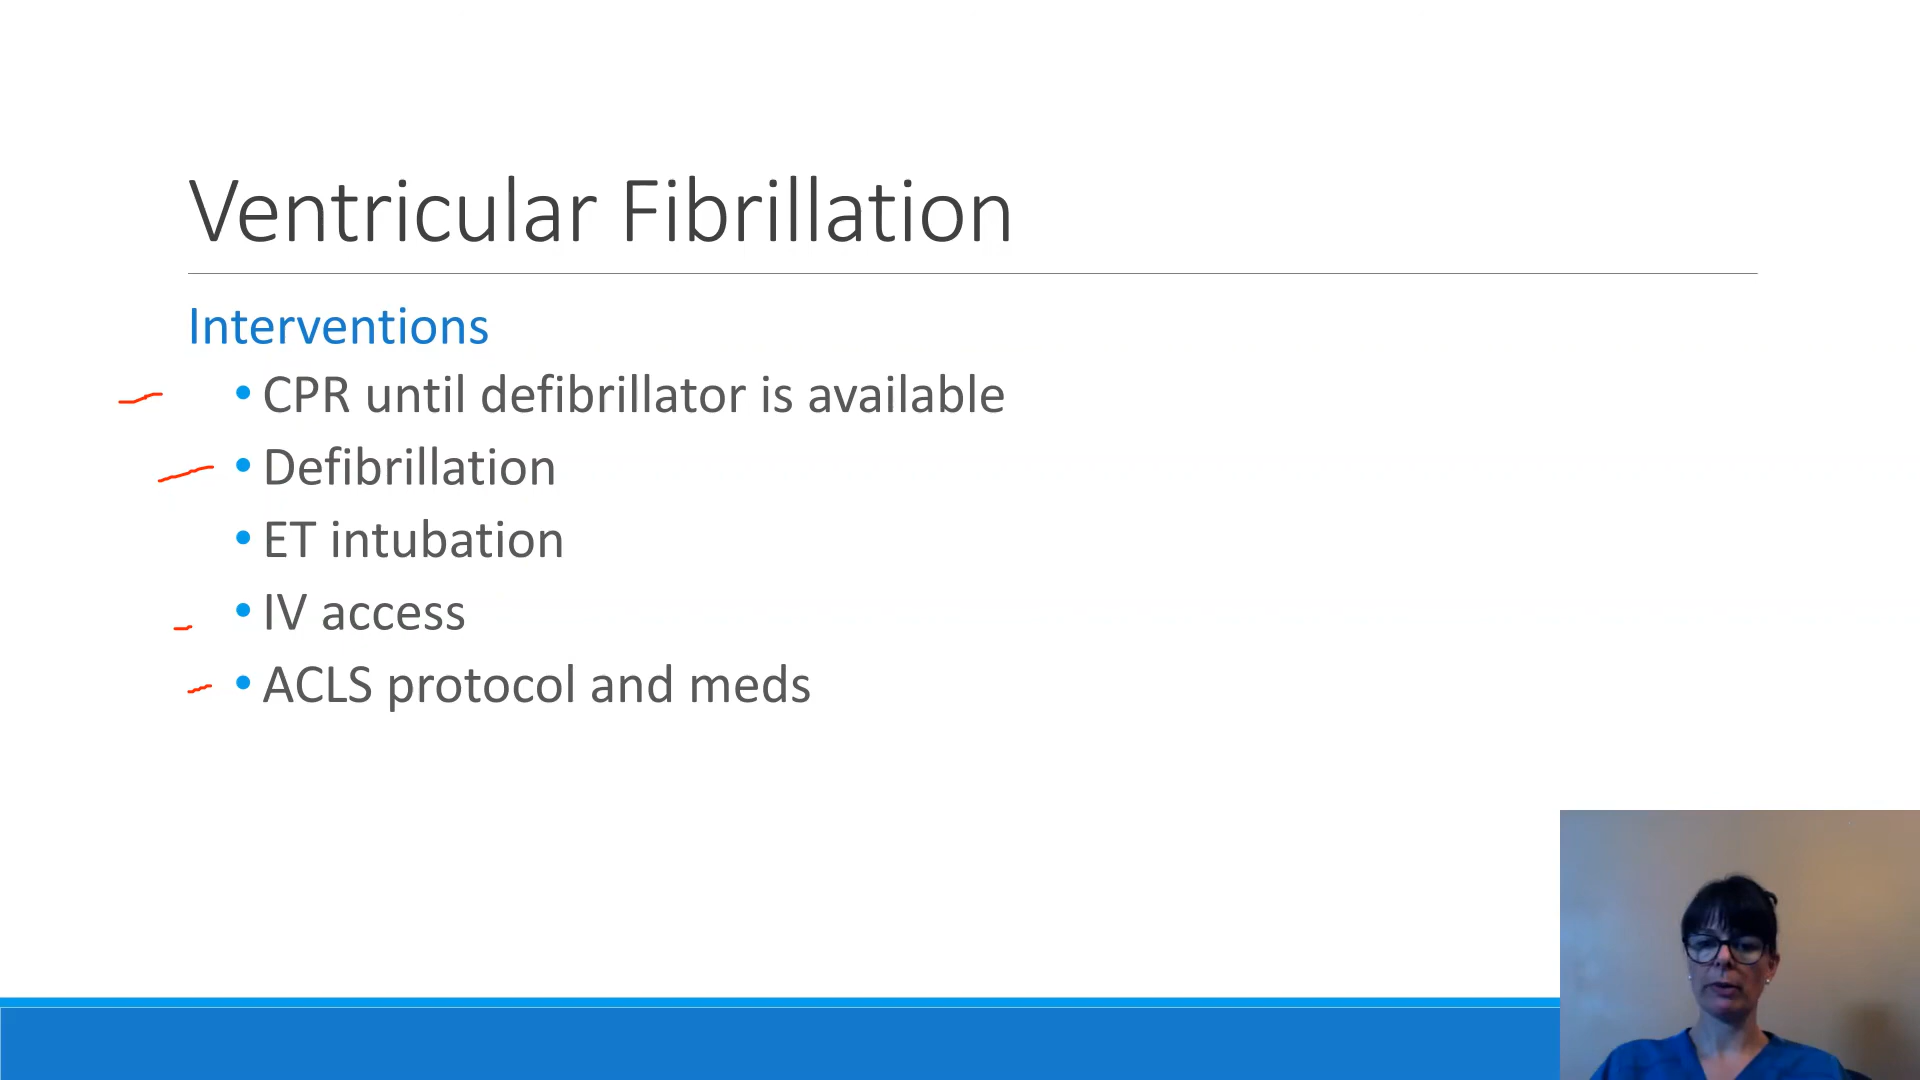 Ventricular Fibrillation
Interventions
• CPR until defibrillator is available
• Defibrillation
• ET intubation
• IV access
• ACLS protocol and meds